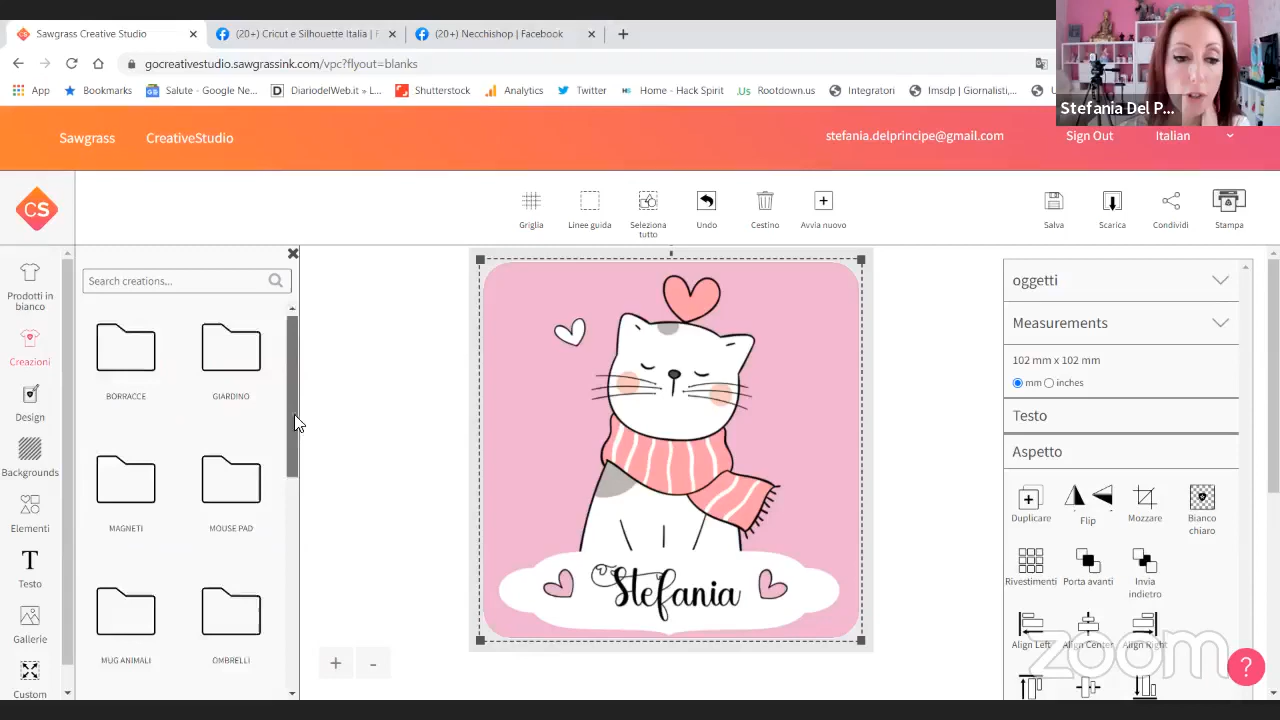 Sawgrass Creative Studio
(20+) Cricut e Silhouette Italia | F
(20+) Necchishop | Facebook
gocreativestudio.sawgrassink.com/vpc?flyout=blanks
App
Bookmarks
Salute - Google Ne...
DiariodelWeb.it » L...
Shutterstock
Analytics
Twitter
Home - Hack Spirit
Rootdown.us
Integratori
Imsdp | Giornalisti,...
Stefania Del P...
Sawgrass
CreativeStudio
stefania.delprincipe@gmail.com
Sign Out
Italian
CS
Griglia
Linee guida
Seleziona tutto
Undo
Cestino
Avvia nuovo
Salva
Scarica
Condividi
Stampa
Prodotti in bianco
Creazioni
Design
Backgrounds
Elementi
Testo
Gallerie
Custom
Search creations...
BORRACCE
GIARDINO
MAGNETI
MOUSE PAD
MUG ANIMALI
OMBRELLI
Stefania
+
-
oggetti
Measurements
102 mm x 102 mm
mm
inches
Testo
Aspetto
Duplicare
Flip
Mozzare
Bianco chiaro
Rivestimenti
Porta avanti
Invia indietro
Align Left
Align Center
Align Right
zoom
?